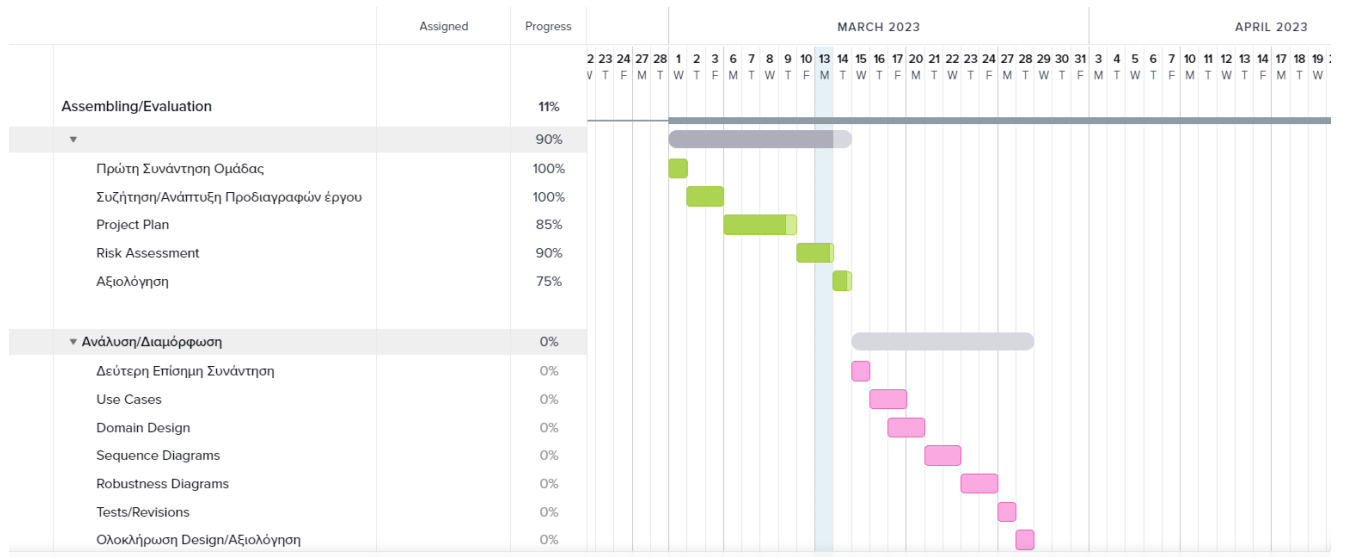 Assigned Progress MARCH 2023 APRIL 2023
2 23 24 27 28 1 2 3 6 7 8 9 10 13 14 15 16 17 20 21 22 23 24 27 28 29 30 31 3 4 5 6 7 10 11 12 13 14 17 18 19
T F M T W T F M T W T F M T W T F M T W T F M T W T F M T W T F M T W T F M T W
Assembling/Evaluation 11%
90%
Πρώτη Συνάντηση Ομάδας 100%
Συζήτηση/Ανάπτυξη Προδιαγραφών έργου 100%
Project Plan 85%
Risk Assessment 90%
Αξιολόγηση 75%
Ανάλυση/Διαμόρφωση 0%
Δεύτερη Επίσημη Συνάντηση 0%
Use Cases 0%
Domain Design 0%
Sequence Diagrams 0%
Robustness Diagrams 0%
Tests/Revisions 0%
Ολοκλήρωση Design/Αξιολόγηση 0%